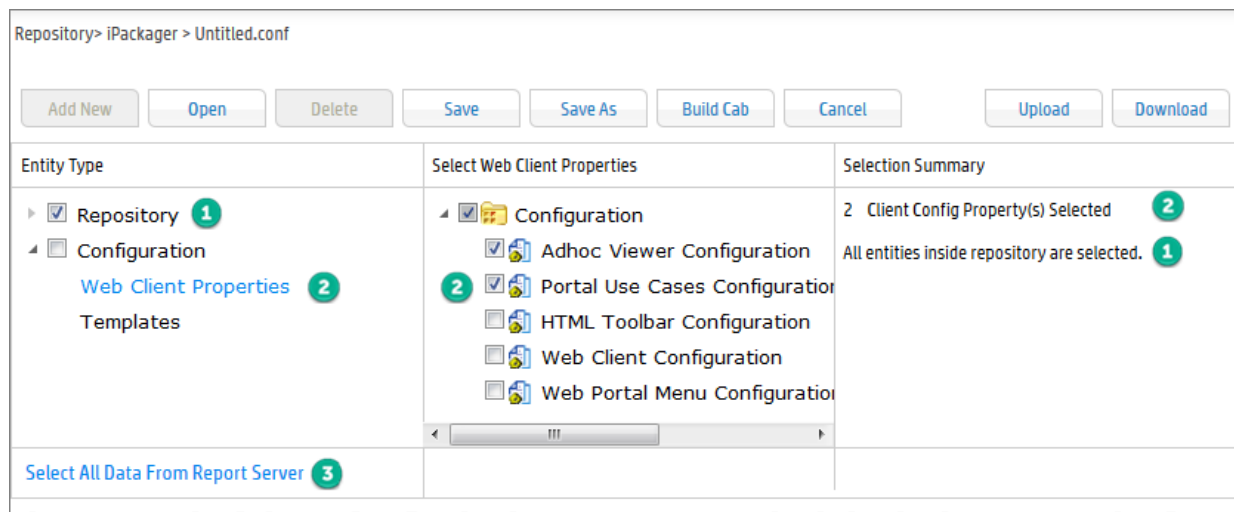 Repository> iPackager > Untitled.conf
Add New Open Delete Save Save As Build Cab Cancel Upload Download
Entity Type Select Web Client Properties Selection Summary
Repository 1 Configuration 2 Client Config Property(s) Selected 2
Configuration Adhoc Viewer Configuration All entities inside repository are selected. 1
Web Client Properties 2 2 Portal Use Cases Configuration
Templates HTML Toolbar Configuration
Web Client Configuration
Web Portal Menu Configuration
Select All Data From Report Server 3